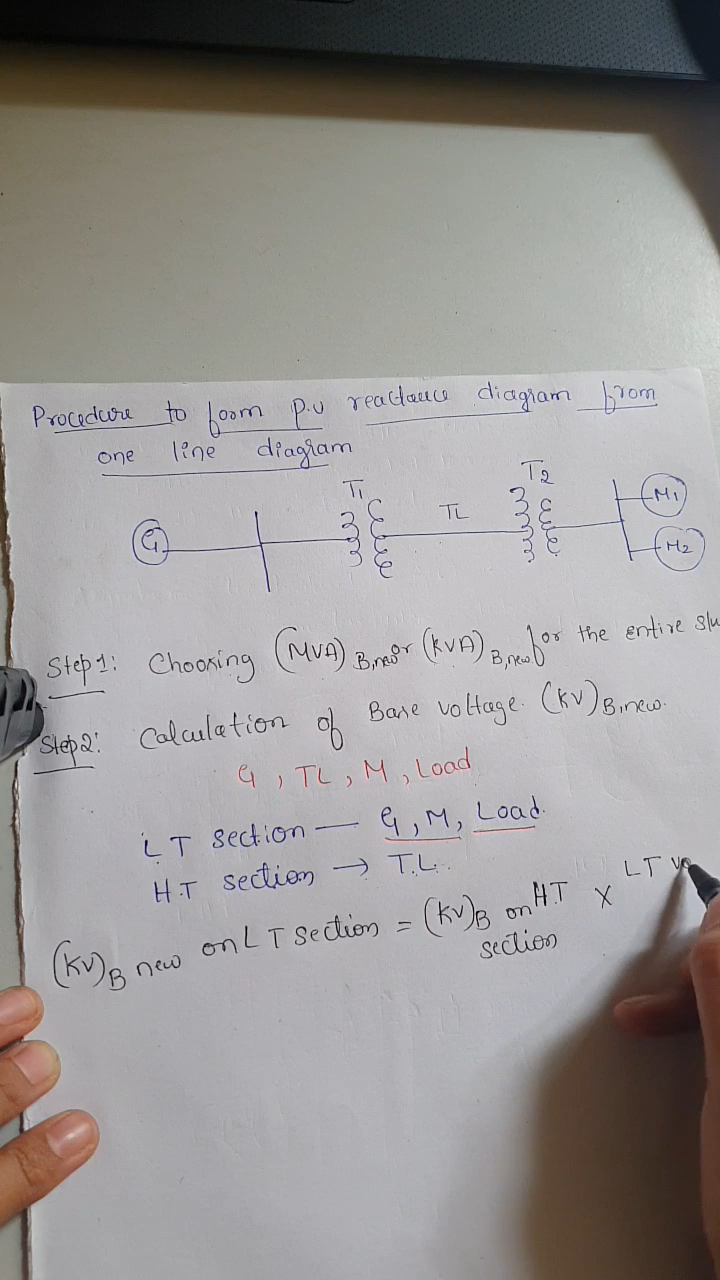 Procedure to form p.u reactance diagram from
one line diagram
T1 T2
G TL M1
M2
Step 1: Choosing (MVA) B,new or (KVA) B,new for the entire
Step 2: Calculation of Base voltage. (KV) B,new.
G, TL, M, Load
LT section — G, M, Load.
H.T section → T.L.
(KV)B new on LT section = (KV)B on H.T × LT
section